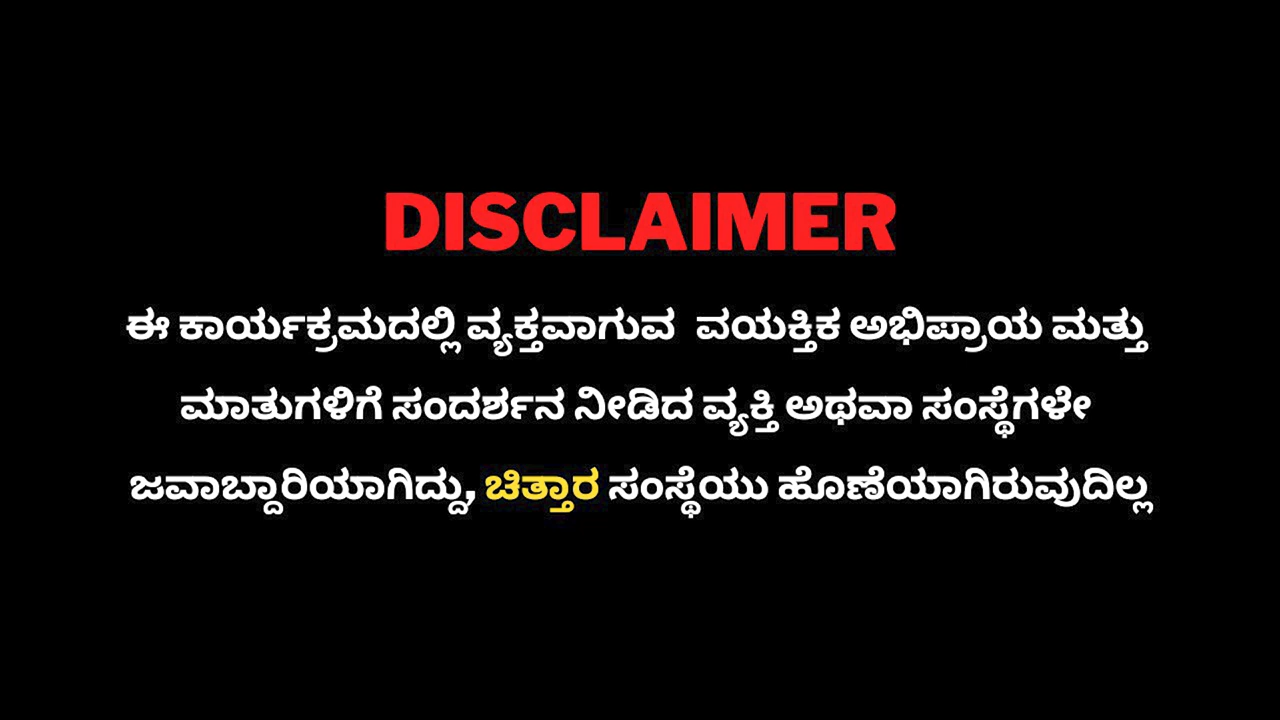 DISCLAIMER
ಈ ಕಾರ್ಯಕ್ರಮದಲ್ಲಿ ವ್ಯಕ್ತವಾಗುವ ವಯಕ್ತಿಕ ಅಭಿಪ್ರಾಯ ಮತ್ತು
ಮಾತುಗಳಿಗೆ ಸಂದರ್ಶನ ನೀಡಿದ ವ್ಯಕ್ತಿ ಅಥವಾ ಸಂಸ್ಥೆಗಳೇ
ಜವಾಬ್ದಾರಿಯಾಗಿದ್ದು, ಚಿತ್ತಾರ ಸಂಸ್ಥೆಯು ಹೊಣೆಯಾಗಿರುವುದಿಲ್ಲ